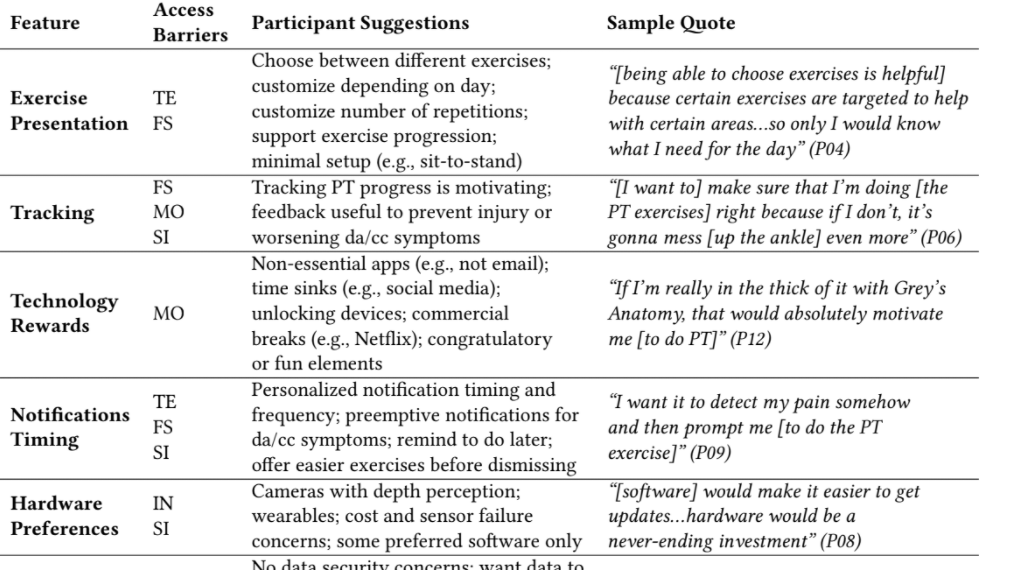 Feature
Access
Barriers
Participant Suggestions
Sample Quote
Exercise
Presentation
TE
FS
Choose between different exercises;
customize depending on day;
customize number of repetitions;
support exercise progression;
minimal setup (e.g., sit-to-stand)
“[being able to choose exercises is helpful]
because certain exercises are targeted to help
with certain areas...so only I would know
what I need for the day” (P04)
Tracking
FS
MO
SI
Tracking PT progress is motivating;
feedback useful to prevent injury or
worsening da/cc symptoms
“[I want to] make sure that I’m doing [the
PT exercises] right because if I don’t, it’s
gonna mess [up the ankle] even more” (P06)
Technology
Rewards
MO
Non-essential apps (e.g., not email);
time sinks (e.g., social media);
unlocking devices; commercial
breaks (e.g., Netflix); congratulatory
or fun elements
“If I’m really in the thick of it with Grey’s
Anatomy, that would absolutely motivate
me [to do PT]” (P12)
Notifications
Timing
TE
FS
SI
Personalized notification timing and
frequency; preemptive notifications for
da/cc symptoms; remind to do later;
offer easier exercises before dismissing
“I want it to detect my pain somehow
and then prompt me [to do the PT
exercise]” (P09)
Hardware
Preferences
IN
SI
Cameras with depth perception;
wearables; cost and sensor failure
concerns; some preferred software only
“[software] would make it easier to get
updates...hardware would be a
never-ending investment” (P08)
No data security concerns; want data to